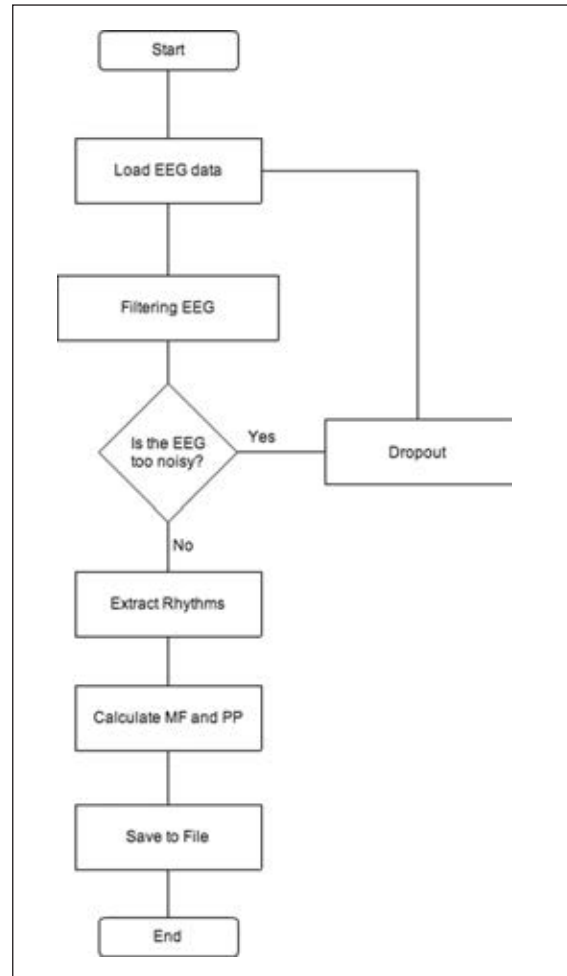 Start
Load EEG data
Filtering EEG
Is the EEG
too noisy?
Yes
Dropout
No
Extract Rhythms
Calculate MF and PP
Save to File
End